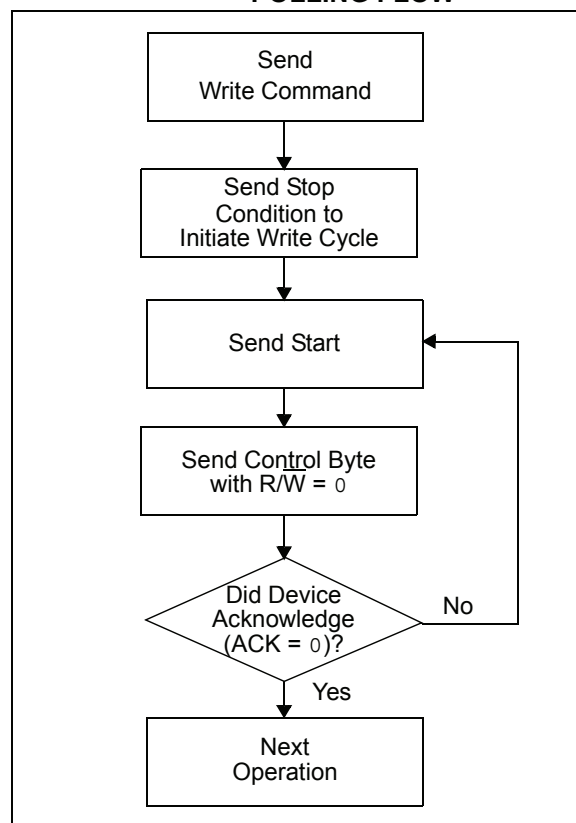 Send
Write Command
Send Stop
Condition to
Initiate Write Cycle
Send Start
Send Control Byte
with R/W̅ = 0
Did Device
Acknowledge
(ACK = 0)?
No
Yes
Next
Operation